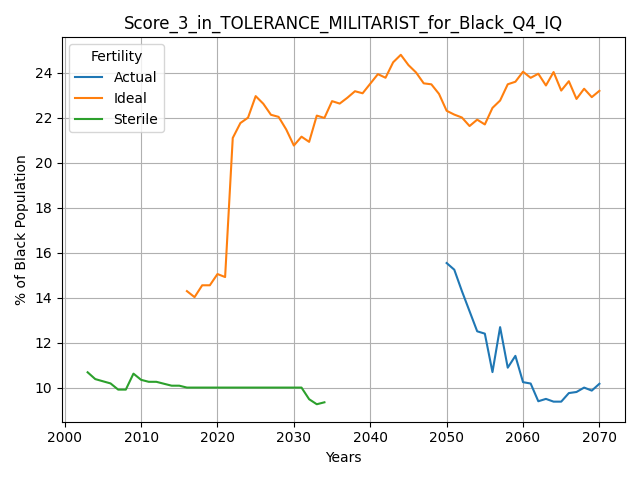 Score_3_in_TOLERANCE_MILITARIST_for_Black_Q4_IQ
Fertility
Actual
Ideal
Sterile
% of Black Population
24
22
20
18
16
14
12
10
2000 2010 2020 2030 2040 2050 2060 2070
Years